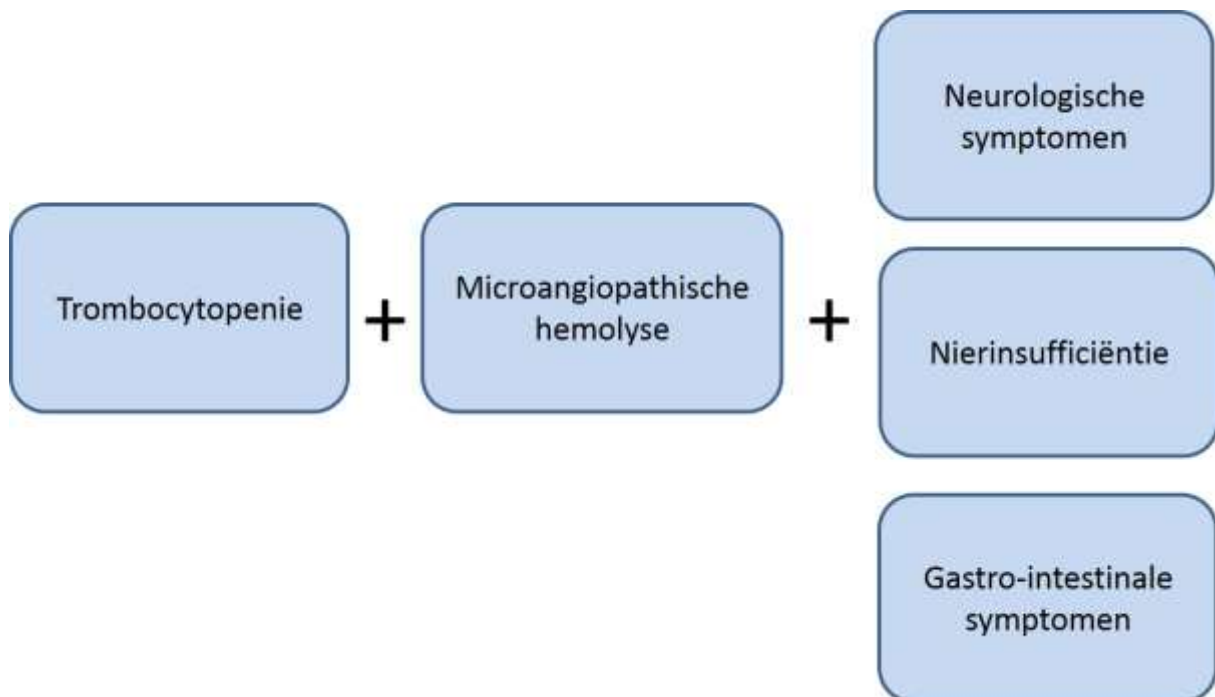 Trombocytopenie
+
Microangiopathische
hemolyse
+
Neurologische
symptomen
Nierinsufficiëntie
Gastro-intestinale
symptomen